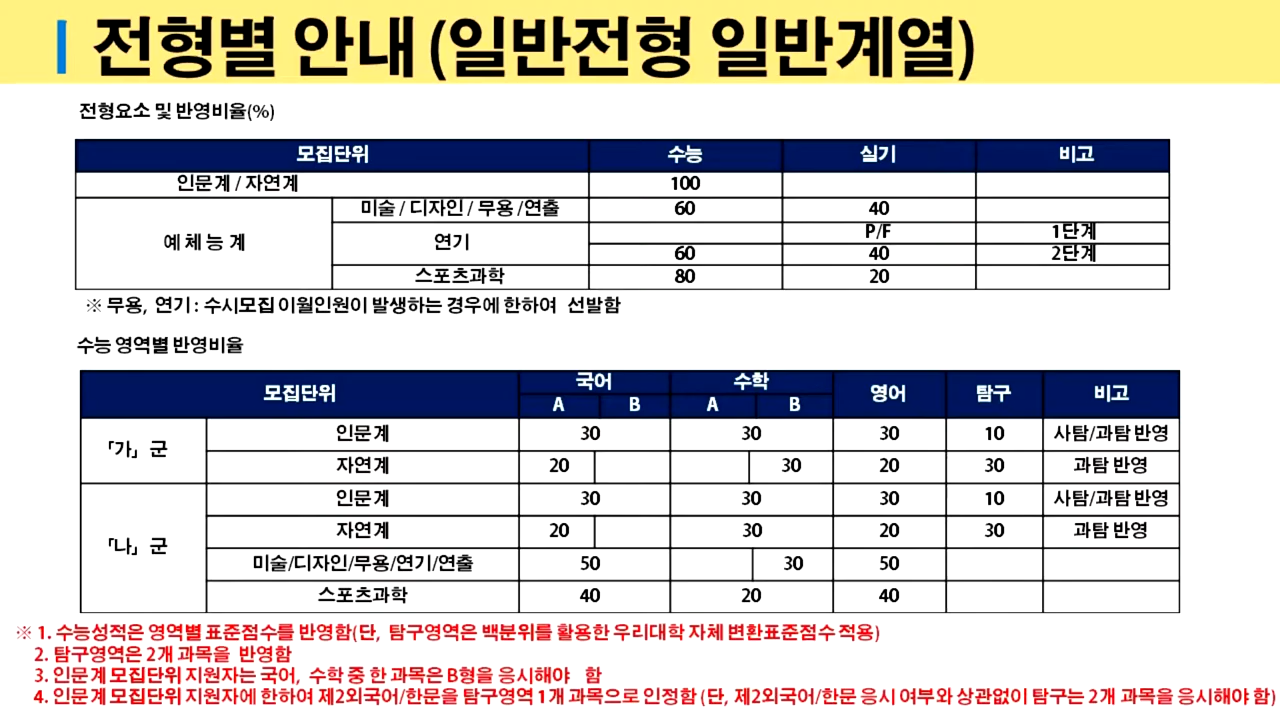 전형별 안내 (일반전형 일반계열)
전형요소 및 반영비율(%)
모집단위 수능 실기 비고
인문계 / 자연계 100
예체능계 미술 / 디자인 / 무용 /연출 60 40
연기 P/F 1단계
60 40 2단계
스포츠과학 80 20
※ 무용, 연기 : 수시모집 이월인원이 발생하는 경우에 한하여 선발함
수능 영역별 반영비율
모집단위 국어 수학 영어 탐구 비고
A B A B
「가」군 인문계 30 30 30 10 사탐/과탐 반영
자연계 20 30 20 30 과탐 반영
「나」군 인문계 30 30 30 10 사탐/과탐 반영
자연계 20 30 20 30 과탐 반영
미술/디자인/무용/연기/연출 50 30 50
스포츠과학 40 20 40
※ 1. 수능성적은 영역별 표준점수를 반영함(단, 탐구영역은 백분위를 활용한 우리대학 자체 변환표준점수 적용)
2. 탐구영역은 2개 과목을 반영함
3. 인문계 모집단위 지원자는 국어, 수학 중 한 과목은 B형을 응시해야 함
4. 인문계 모집단위 지원자에 한하여 제2외국어/한문을 탐구영역 1개 과목으로 인정함 (단, 제2외국어/한문 응시 여부와 상관없이 탐구는 2개 과목을 응시해야 함)